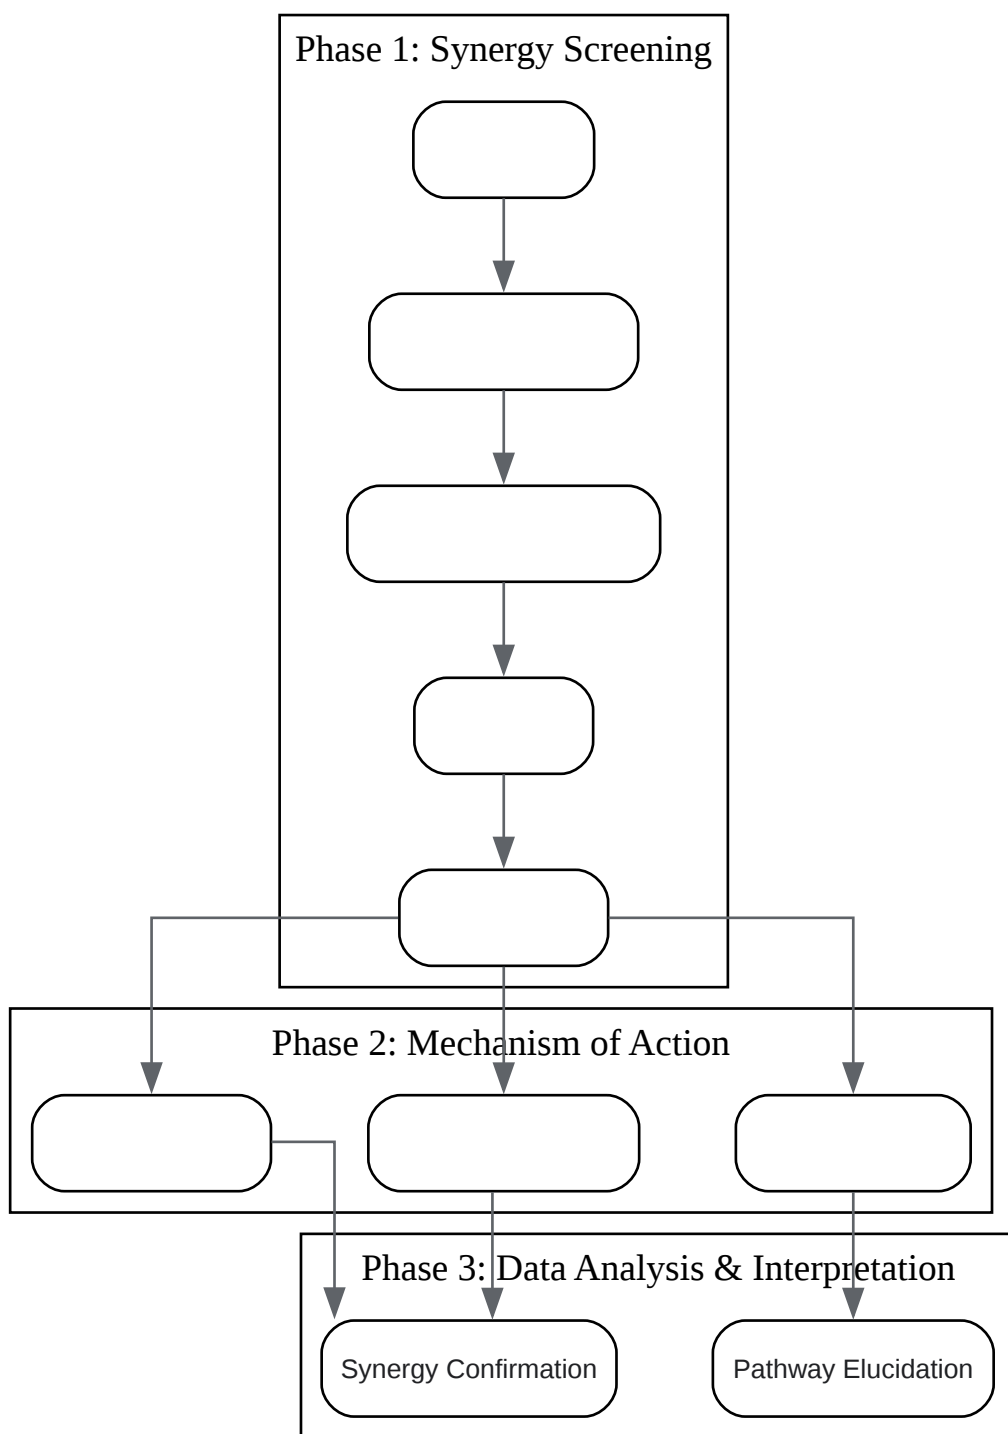 Phase 1: Synergy Screening
Phase 2: Mechanism of Action
Phase 3: Data Analysis & Interpretation
Synergy Confirmation
Pathway Elucidation